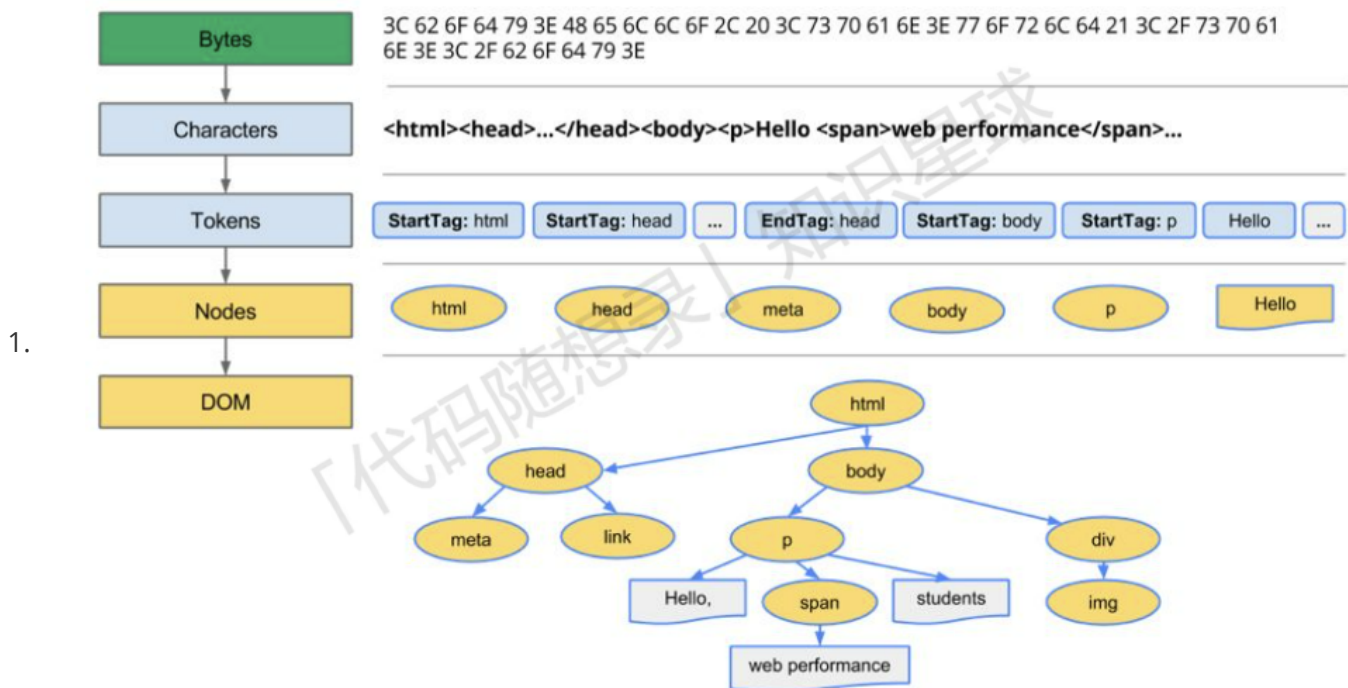 Bytes
3C 62 6F 64 79 3E 48 65 6C 6C 6F 2C 20 3C 73 70 61 6E 3E 77 6F 72 6C 64 21 3C 2F 73 70 61
6E 3E 3C 2F 62 6F 64 79 3E
Characters
<html><head>...</head><body><p>Hello <span>web performance</span>...
Tokens
StartTag: html StartTag: head ... EndTag: head StartTag: body StartTag: p Hello ...
Nodes
html head meta body p Hello
1.
DOM
html
head body
meta link p div
Hello, span students img
web performance
「代码随想录」知识星球